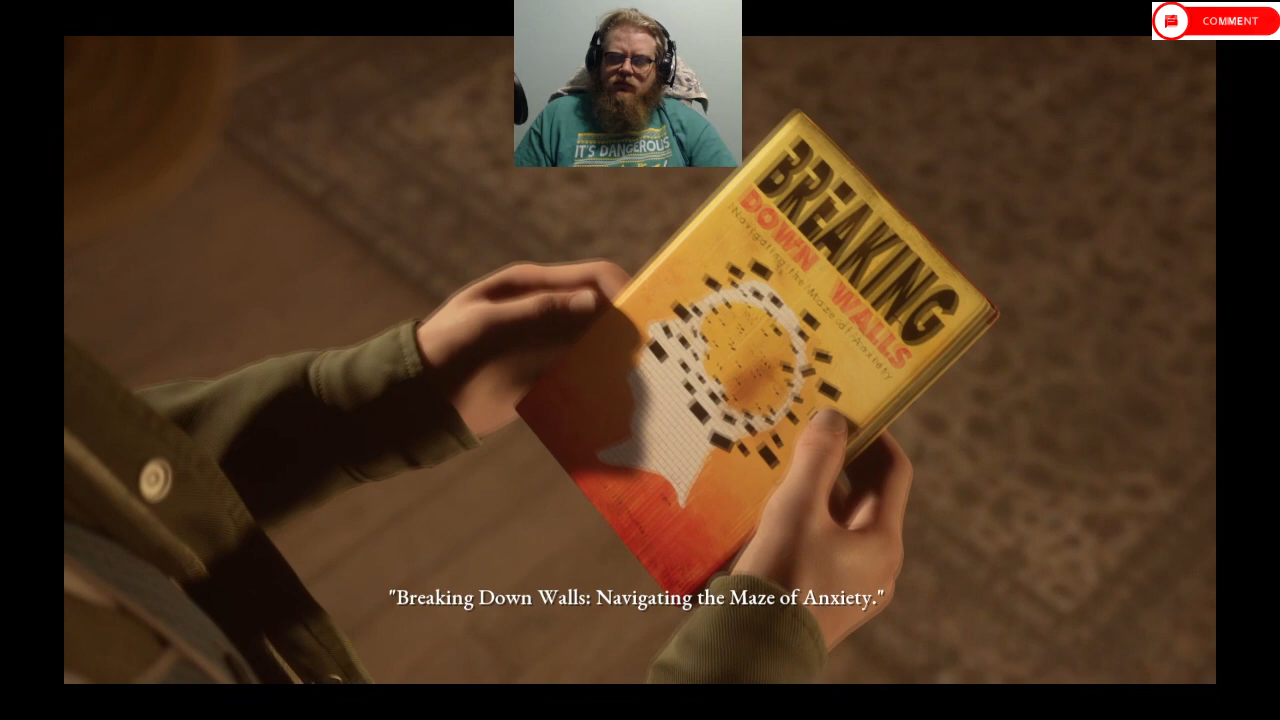 COMMENT
IT'S DANGEROUS
BREAKING
DOWN WALLS
Navigating the Maze of Anxiety
"Breaking Down Walls: Navigating the Maze of Anxiety."